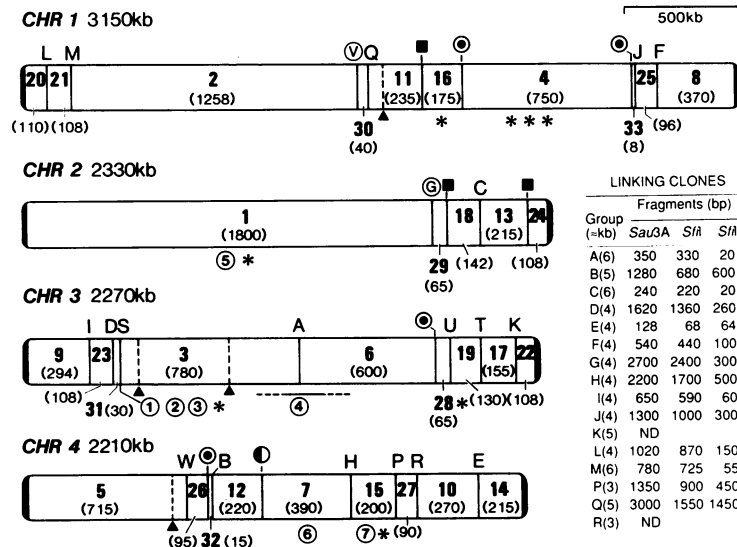 CHR 1 3150kb
500kb
L M V Q J F
20 21 2 11 16 4 25 8
(1258) (235) (175) (750) (370)
(110) (108) 30 * * * * 33 (96)
(40) (8)
CHR 2 2330kb
G C
1 18 13 24
(1800) (215)
5 * 29 (142) (108)
(65)
CHR 3 2270kb
I D S A U T K
9 23 3 6 19 17 22
(294) (780) (600) (155)
(108) 31 (30) 1 2 3 * 4 28 * (130) (108)
(65)
CHR 4 2210kb
W B H P R E
5 26 12 7 15 27 10 14
(715) (220) (390) (200) (270) (215)
(95) 32 (15) 6 7 * (90)
LINKING CLONES
Fragments (bp)
Group
(≈kb) Sau3A SfiI SfiI
A(6) 350 330 20
B(5) 1280 680 600
C(6) 240 220 20
D(4) 1620 1360 260
E(4) 128 68 64
F(4) 540 440 100
G(4) 2700 2400 300
H(4) 2200 1700 500
I(4) 650 590 60
J(4) 1300 1000 300
K(5) ND
L(4) 1020 870 150
M(6) 780 725 55
P(3) 1350 900 450
Q(5) 3000 1550 1450
R(3) ND